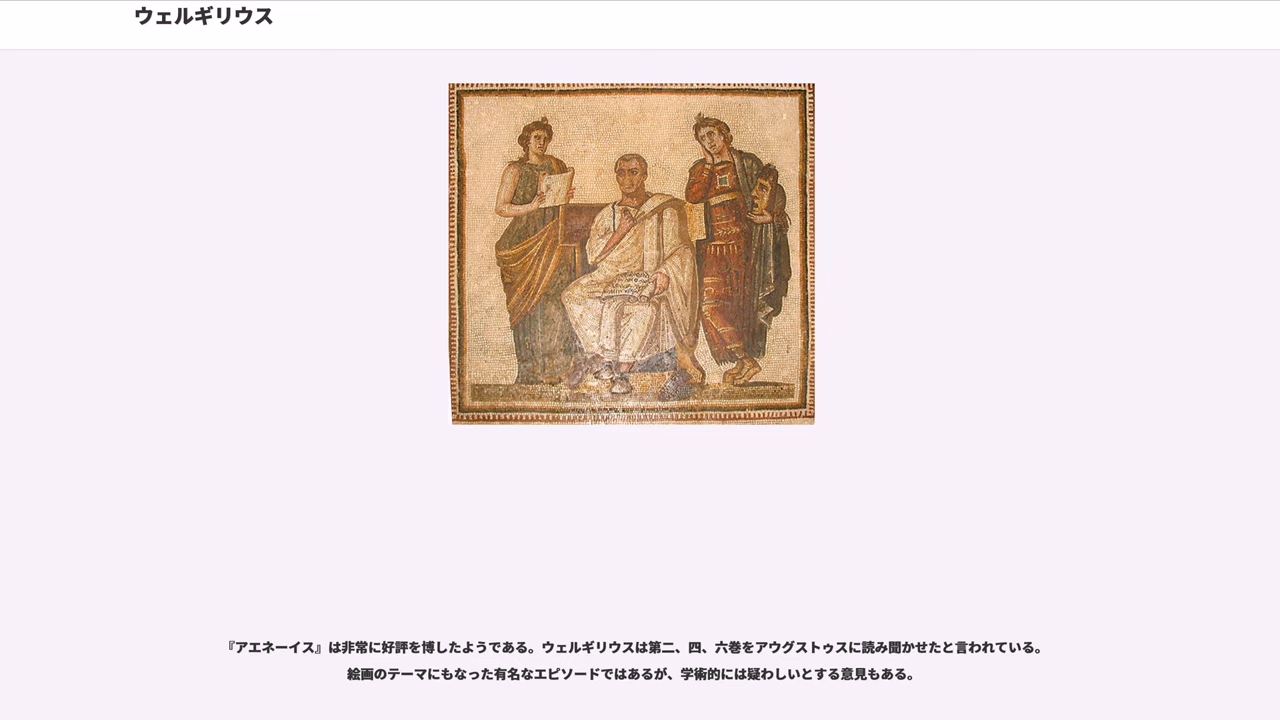 ウェルギリウス
『アエネーイス』は非常に好評を博したようである。ウェルギリウスは第二、四、六巻をアウグストゥスに読み聞かせたと言われている。
絵画のテーマにもなった有名なエピソードではあるが、学術的には疑わしいとする意見もある。